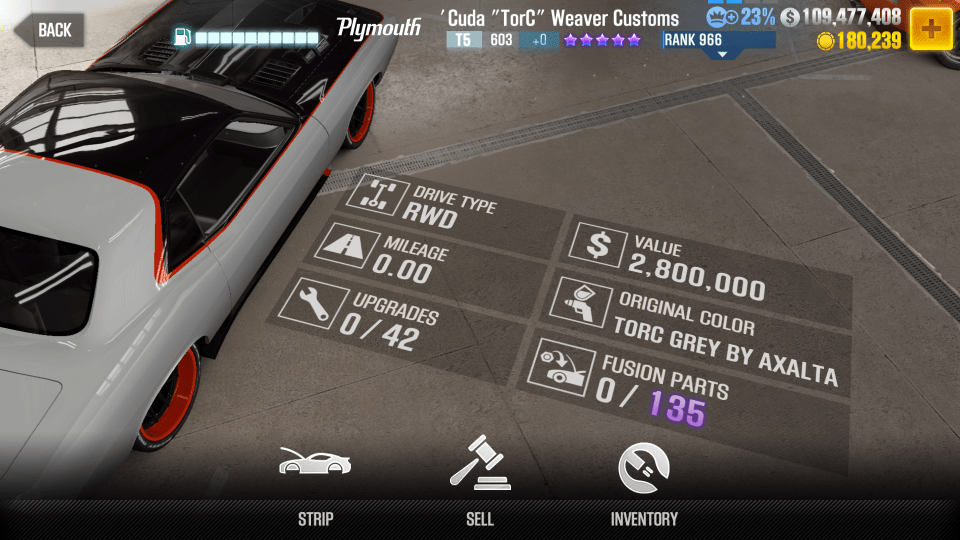 BACK
Plymouth
'Cuda "TorC" Weaver Customs
T5 603 +0
RANK 966
23% $ 109,477,408
180,239
+
DRIVE TYPE
RWD
MILEAGE
0.00
UPGRADES
0 / 42
$
VALUE
2,800,000
ORIGINAL COLOR
TORC GREY BY AXALTA
FUSION PARTS
0 / 135
STRIP
SELL
INVENTORY